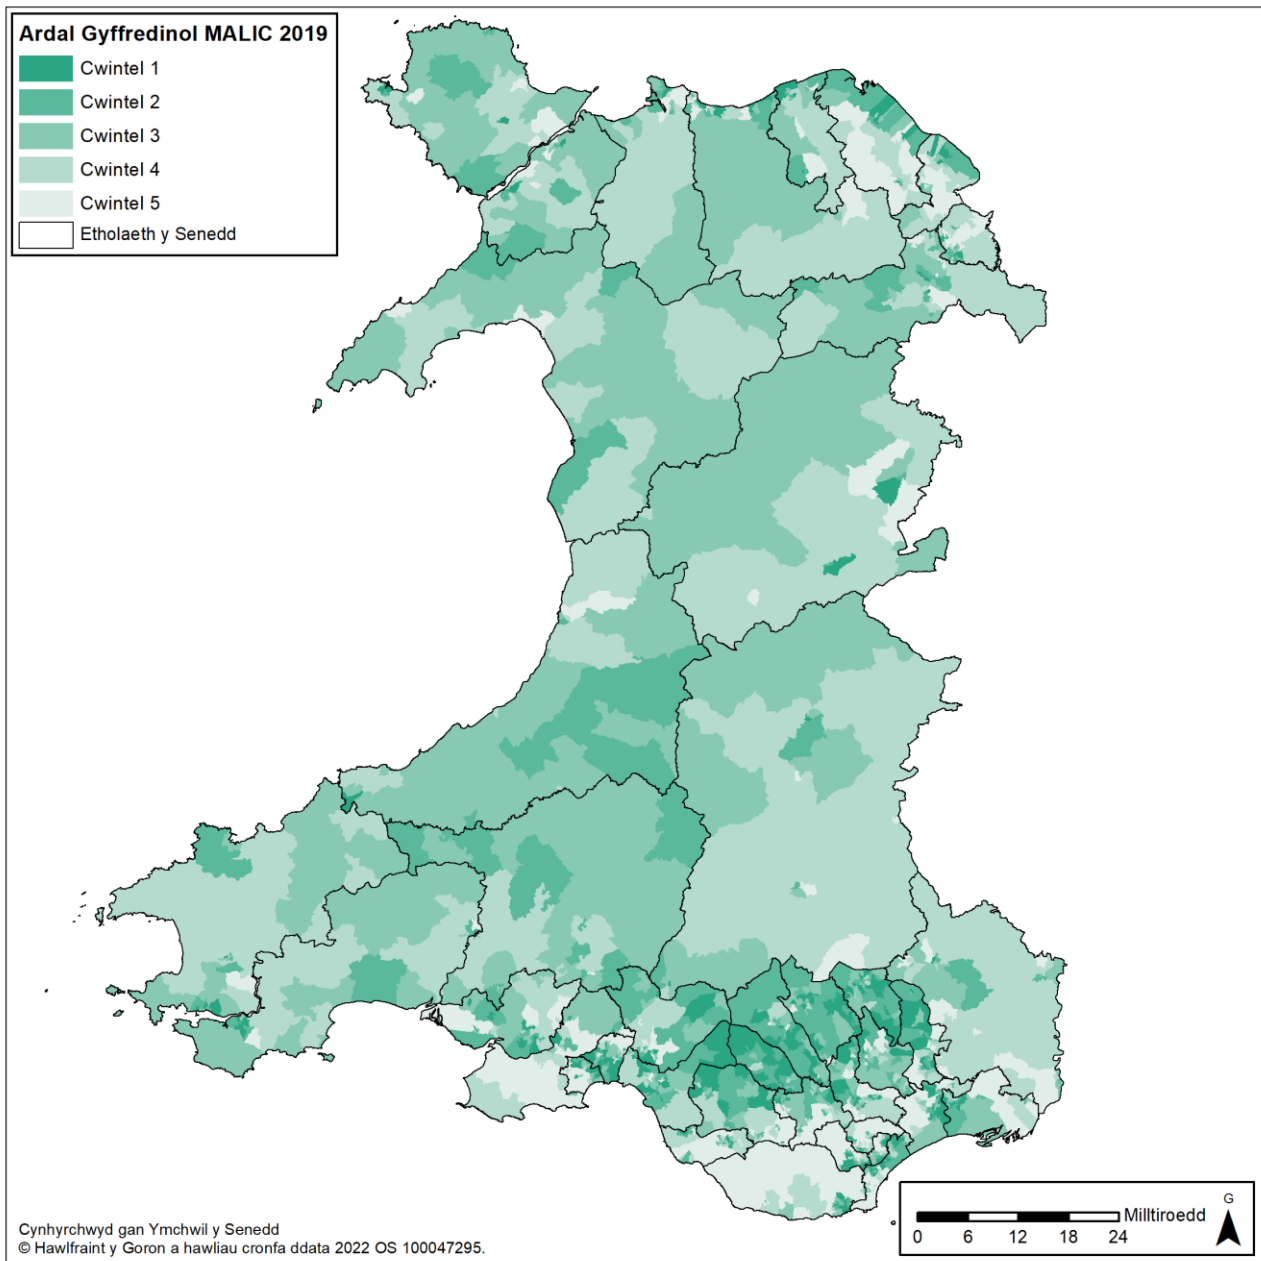 Ardal Gyffredinol MALIC 2019
Cwintel 1
Cwintel 2
Cwintel 3
Cwintel 4
Cwintel 5
Etholaeth y Senedd
G
Milltiroedd
0 6 12 18 24
Cynhyrchwyd gan Ymchwil y Senedd
© Hawlfraint y Goron a hawliau cronfa ddata 2022 OS 100047295.